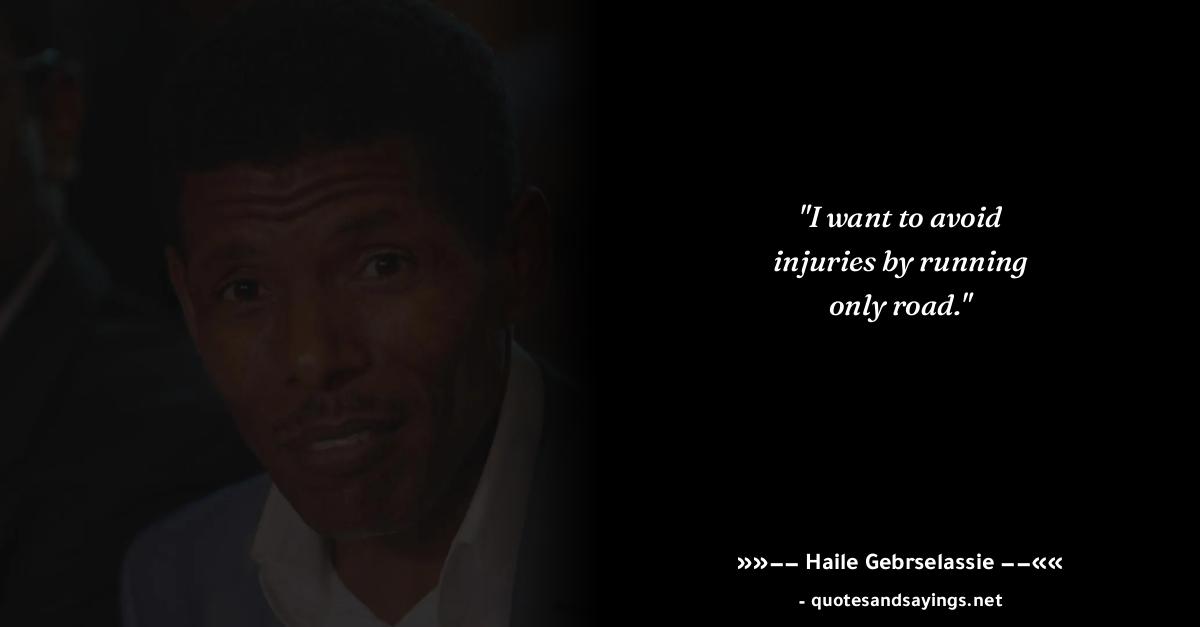 "I want to avoid
injuries by running
only road."
»»−− Haile Gebrselassie −−««
- quotesandsayings.net